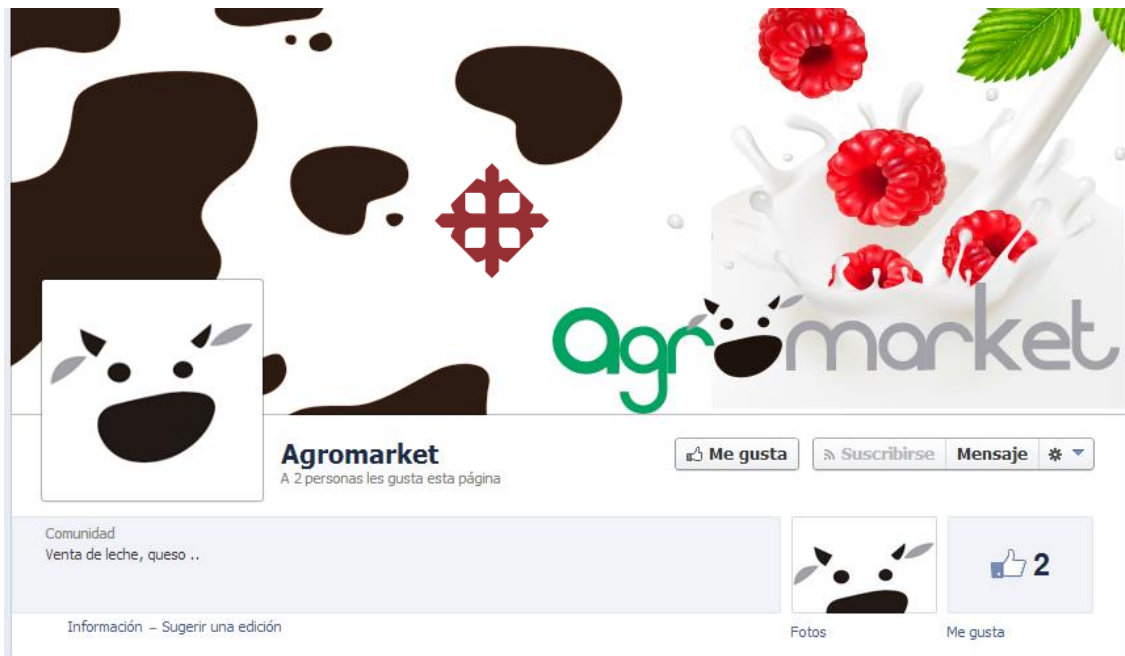 agromarket
Agromarket
A 2 personas les gusta esta página
Me gusta
Suscribirse
Mensaje
Comunidad
Venta de leche, queso ..
2
Información – Sugerir una edición
Fotos
Me gusta